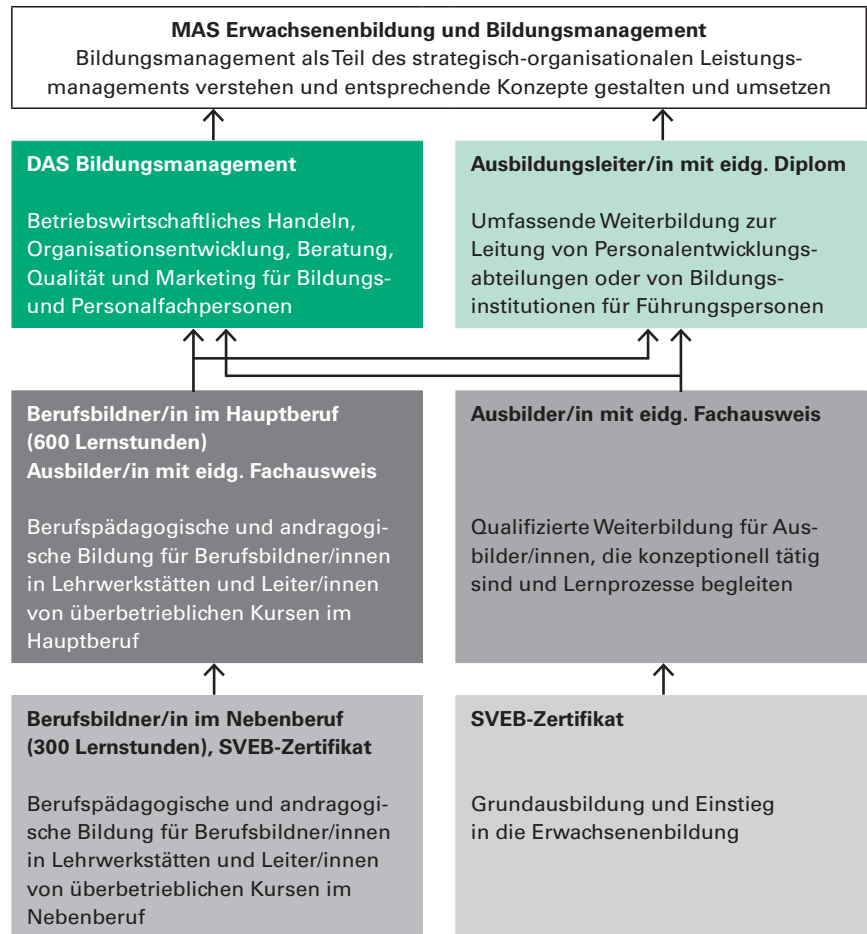 MAS Erwachsenenbildung und Bildungsmanagement
Bildungsmanagement als Teil des strategisch-organisationalen Leistungs-
managements verstehen und entsprechende Konzepte gestalten und umsetzen
DAS Bildungsmanagement
Betriebswirtschaftliches Handeln,
Organisationsentwicklung, Beratung,
Qualität und Marketing für Bildungs-
und Personalfachpersonen
Ausbildungsleiter/in mit eidg. Diplom
Umfassende Weiterbildung zur
Leitung von Personalentwicklungs-
abteilungen oder von Bildungs-
institutionen für Führungspersonen
Berufsbildner/in im Hauptberuf
(600 Lernstunden)
Ausbilder/in mit eidg. Fachausweis
Berufspädagogische und andragogi-
sche Bildung für Berufsbildner/innen
in Lehrwerkstätten und Leiter/innen
von überbetrieblichen Kursen im
Hauptberuf
Ausbilder/in mit eidg. Fachausweis
Qualifizierte Weiterbildung für Aus-
bilder/innen, die konzeptionell tätig
sind und Lernprozesse begleiten
Berufsbildner/in im Nebenberuf
(300 Lernstunden), SVEB-Zertifikat
Berufspädagogische und andragogi-
sche Bildung für Berufsbildner/innen
in Lehrwerkstätten und Leiter/innen
von überbetrieblichen Kursen im
Nebenberuf
SVEB-Zertifikat
Grundausbildung und Einstieg
in die Erwachsenenbildung